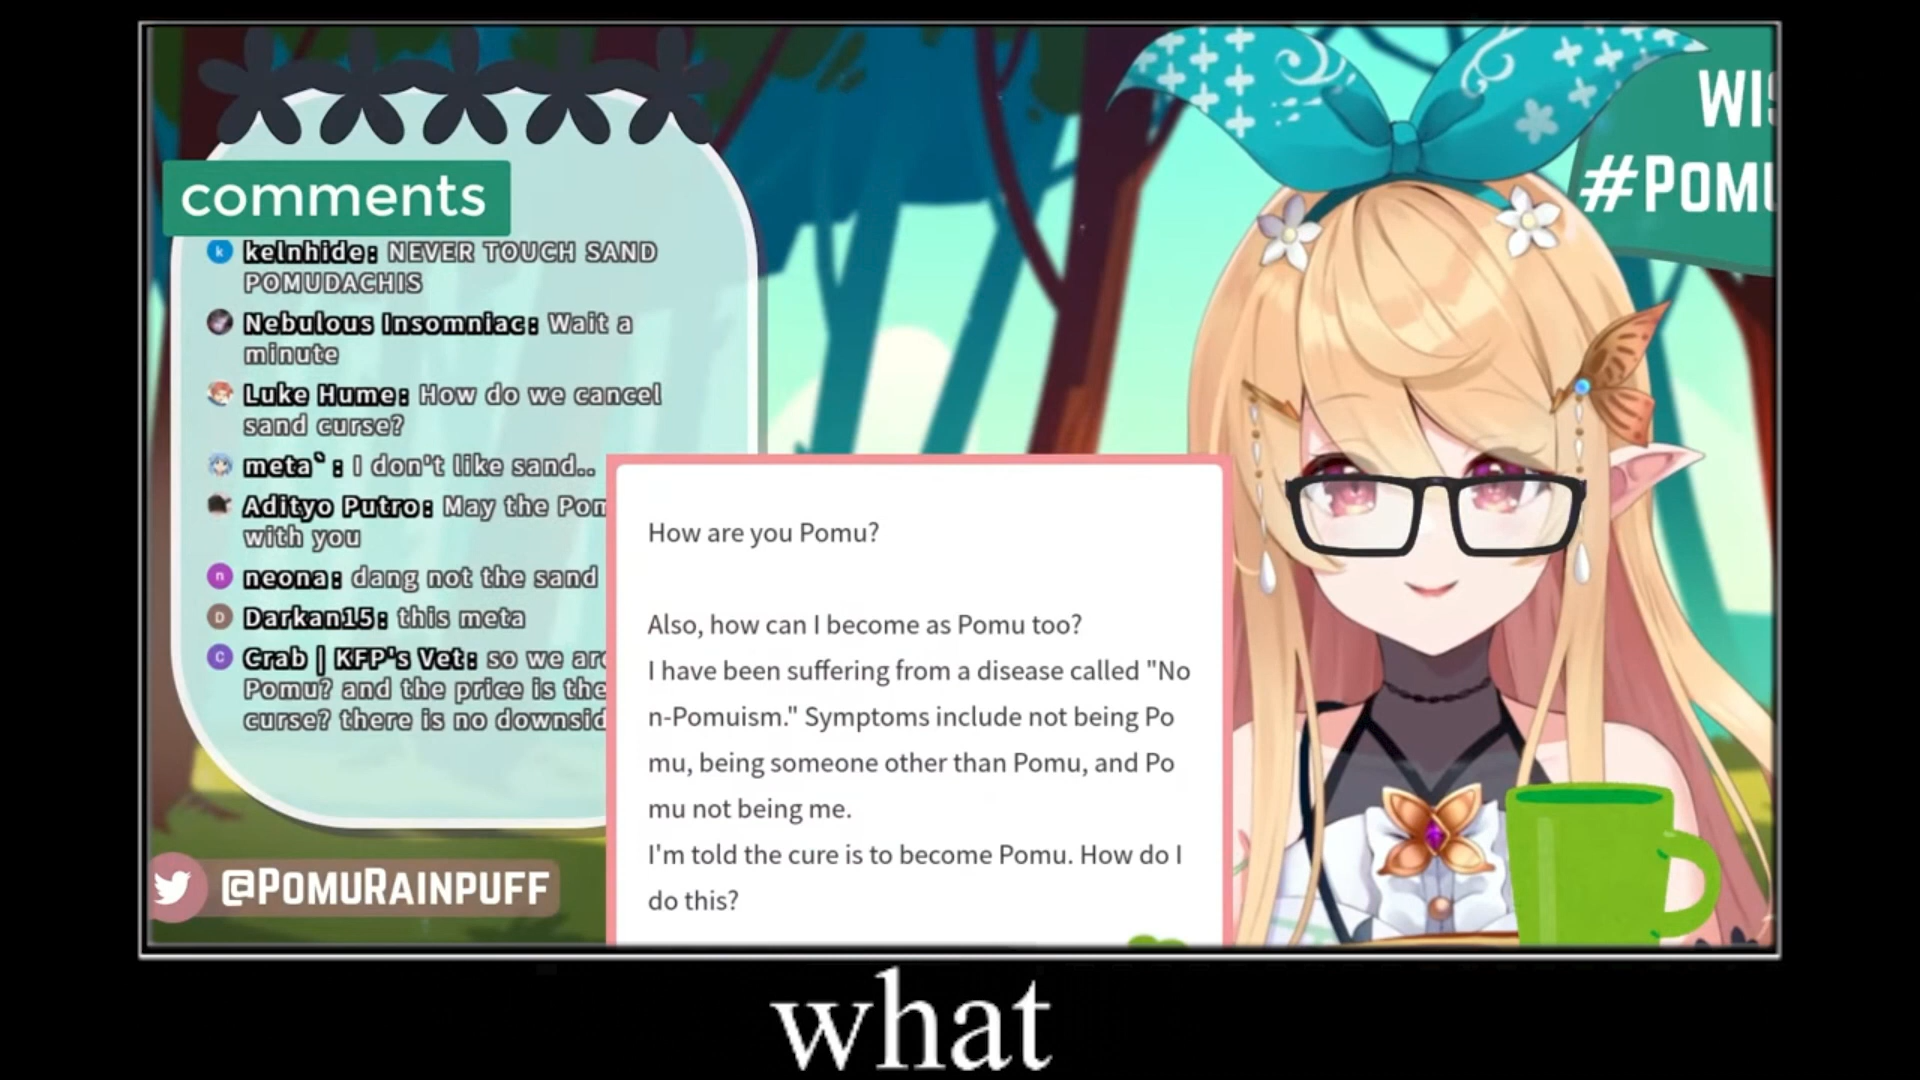 WIS
#POMU
comments
kelnhide: NEVER TOUCH SAND
POMUDACHIS
Nebulous Insomniac: Wait a
minute
Luke Hume: How do we cancel
sand curse?
meta`: I don't like sand..
Adityo Putro: May the Pom
with you
neona: dang not the sand
Darkan15: this meta
Crab | KFP's Vet: so we are
Pomu? and the price is the
curse? there is no downsid
How are you Pomu?
Also, how can I become as Pomu too?
I have been suffering from a disease called "No
n-Pomuism." Symptoms include not being Po
mu, being someone other than Pomu, and Po
mu not being me.
I'm told the cure is to become Pomu. How do I
do this?
@POMURAINPUFF
what